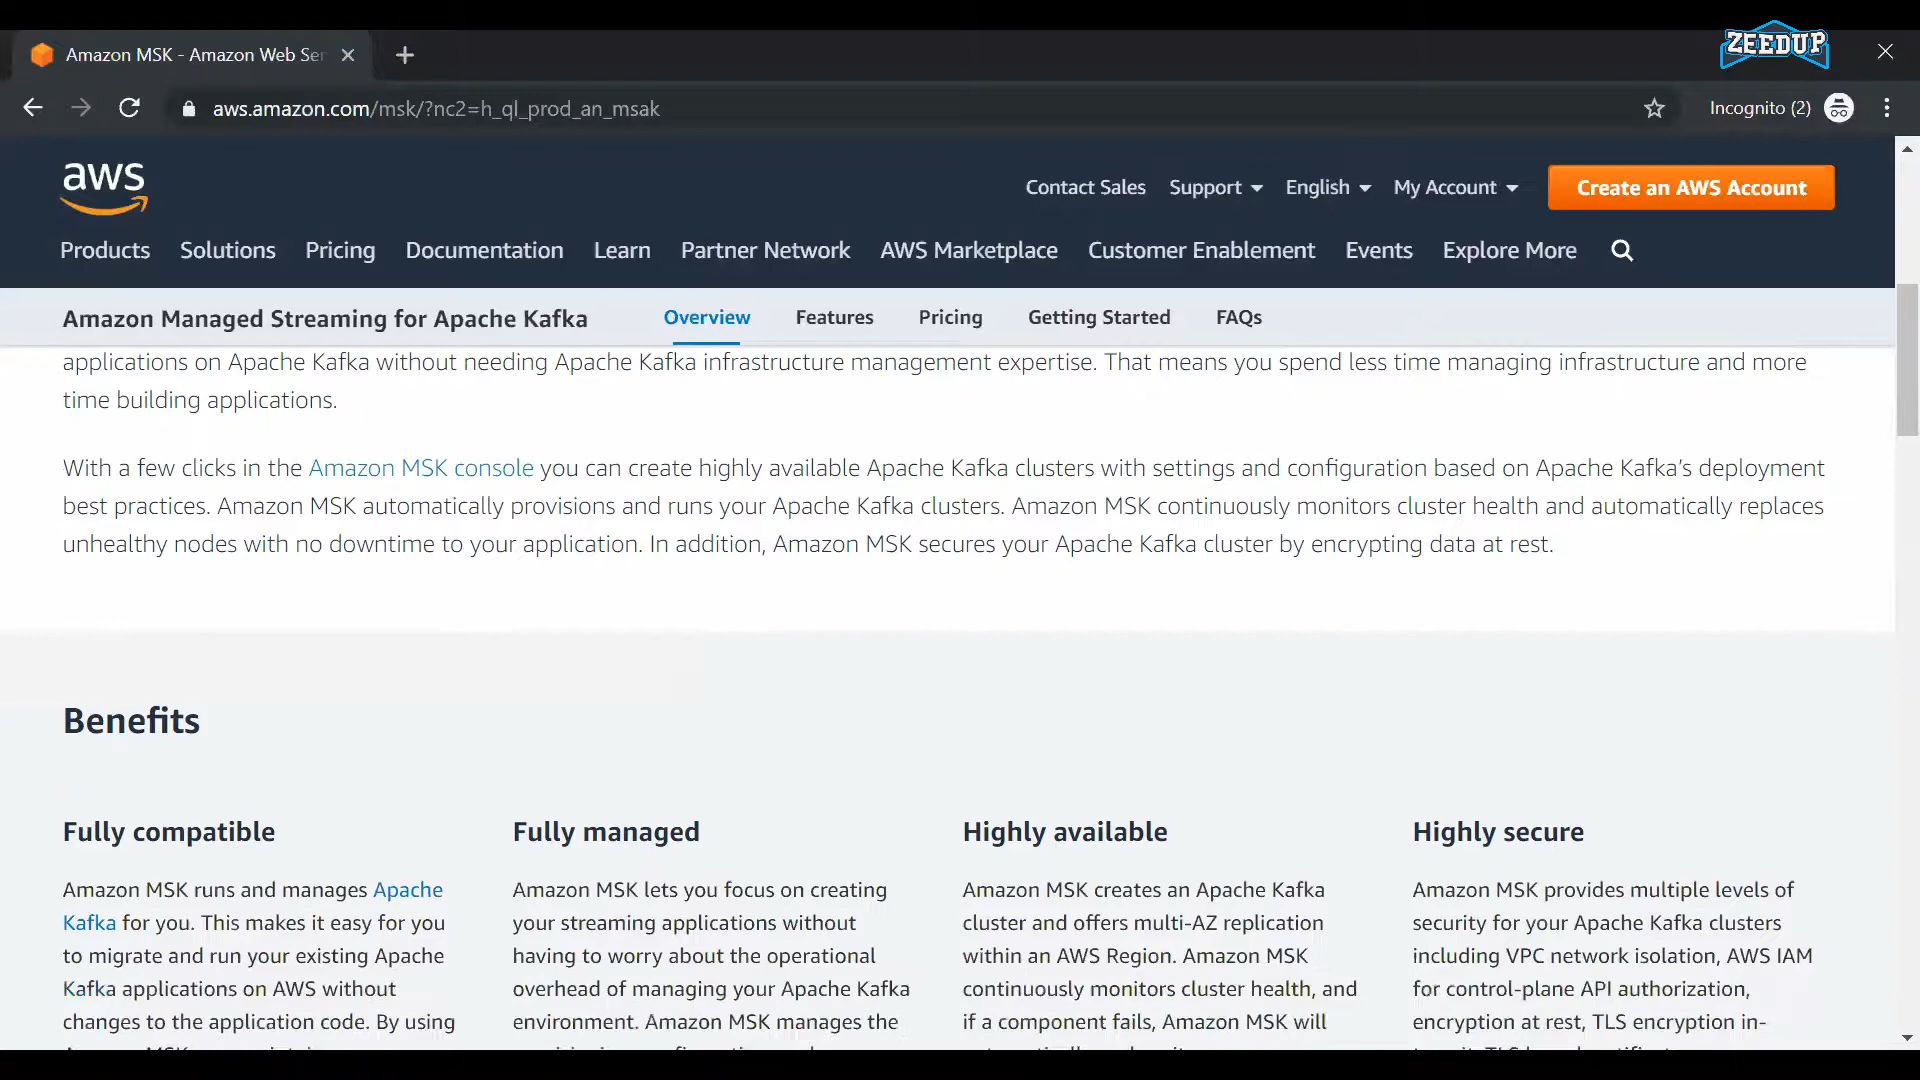 Amazon MSK - Amazon Web Ser
ZEEDUP
aws.amazon.com/msk/?nc2=h_ql_prod_an_msak
Incognito (2)
aws
Contact Sales Support English My Account Create an AWS Account
Products Solutions Pricing Documentation Learn Partner Network AWS Marketplace Customer Enablement Events Explore More
Amazon Managed Streaming for Apache Kafka Overview Features Pricing Getting Started FAQs
applications on Apache Kafka without needing Apache Kafka infrastructure management expertise. That means you spend less time managing infrastructure and more
time building applications.
With a few clicks in the Amazon MSK console you can create highly available Apache Kafka clusters with settings and configuration based on Apache Kafka’s deployment
best practices. Amazon MSK automatically provisions and runs your Apache Kafka clusters. Amazon MSK continuously monitors cluster health and automatically replaces
unhealthy nodes with no downtime to your application. In addition, Amazon MSK secures your Apache Kafka cluster by encrypting data at rest.
Benefits
Fully compatible
Amazon MSK runs and manages Apache
Kafka for you. This makes it easy for you
to migrate and run your existing Apache
Kafka applications on AWS without
changes to the application code. By using
Fully managed
Amazon MSK lets you focus on creating
your streaming applications without
having to worry about the operational
overhead of managing your Apache Kafka
environment. Amazon MSK manages the
Highly available
Amazon MSK creates an Apache Kafka
cluster and offers multi-AZ replication
within an AWS Region. Amazon MSK
continuously monitors cluster health, and
if a component fails, Amazon MSK will
Highly secure
Amazon MSK provides multiple levels of
security for your Apache Kafka clusters
including VPC network isolation, AWS IAM
for control-plane API authorization,
encryption at rest, TLS encryption in-